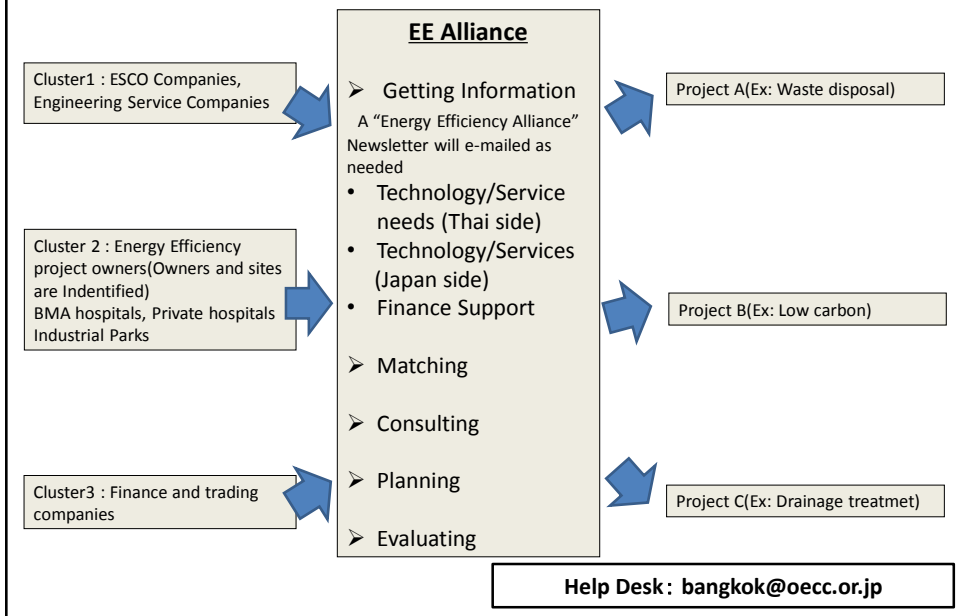 Cluster1 : ESCO Companies,
Engineering Service Companies
Cluster 2 : Energy Efficiency
project owners(Owners and sites
are Indentified)
BMA hospitals, Private hospitals
Industrial Parks
Cluster3 : Finance and trading
companies
EE Alliance
➢ Getting Information
A “Energy Efficiency Alliance”
Newsletter will e-mailed as
needed
• Technology/Service
needs (Thai side)
• Technology/Services
(Japan side)
• Finance Support
➢ Matching
➢ Consulting
➢ Planning
➢ Evaluating
Project A(Ex: Waste disposal)
Project B(Ex: Low carbon)
Project C(Ex: Drainage treatmet)
Help Desk: bangkok@oecc.or.jp